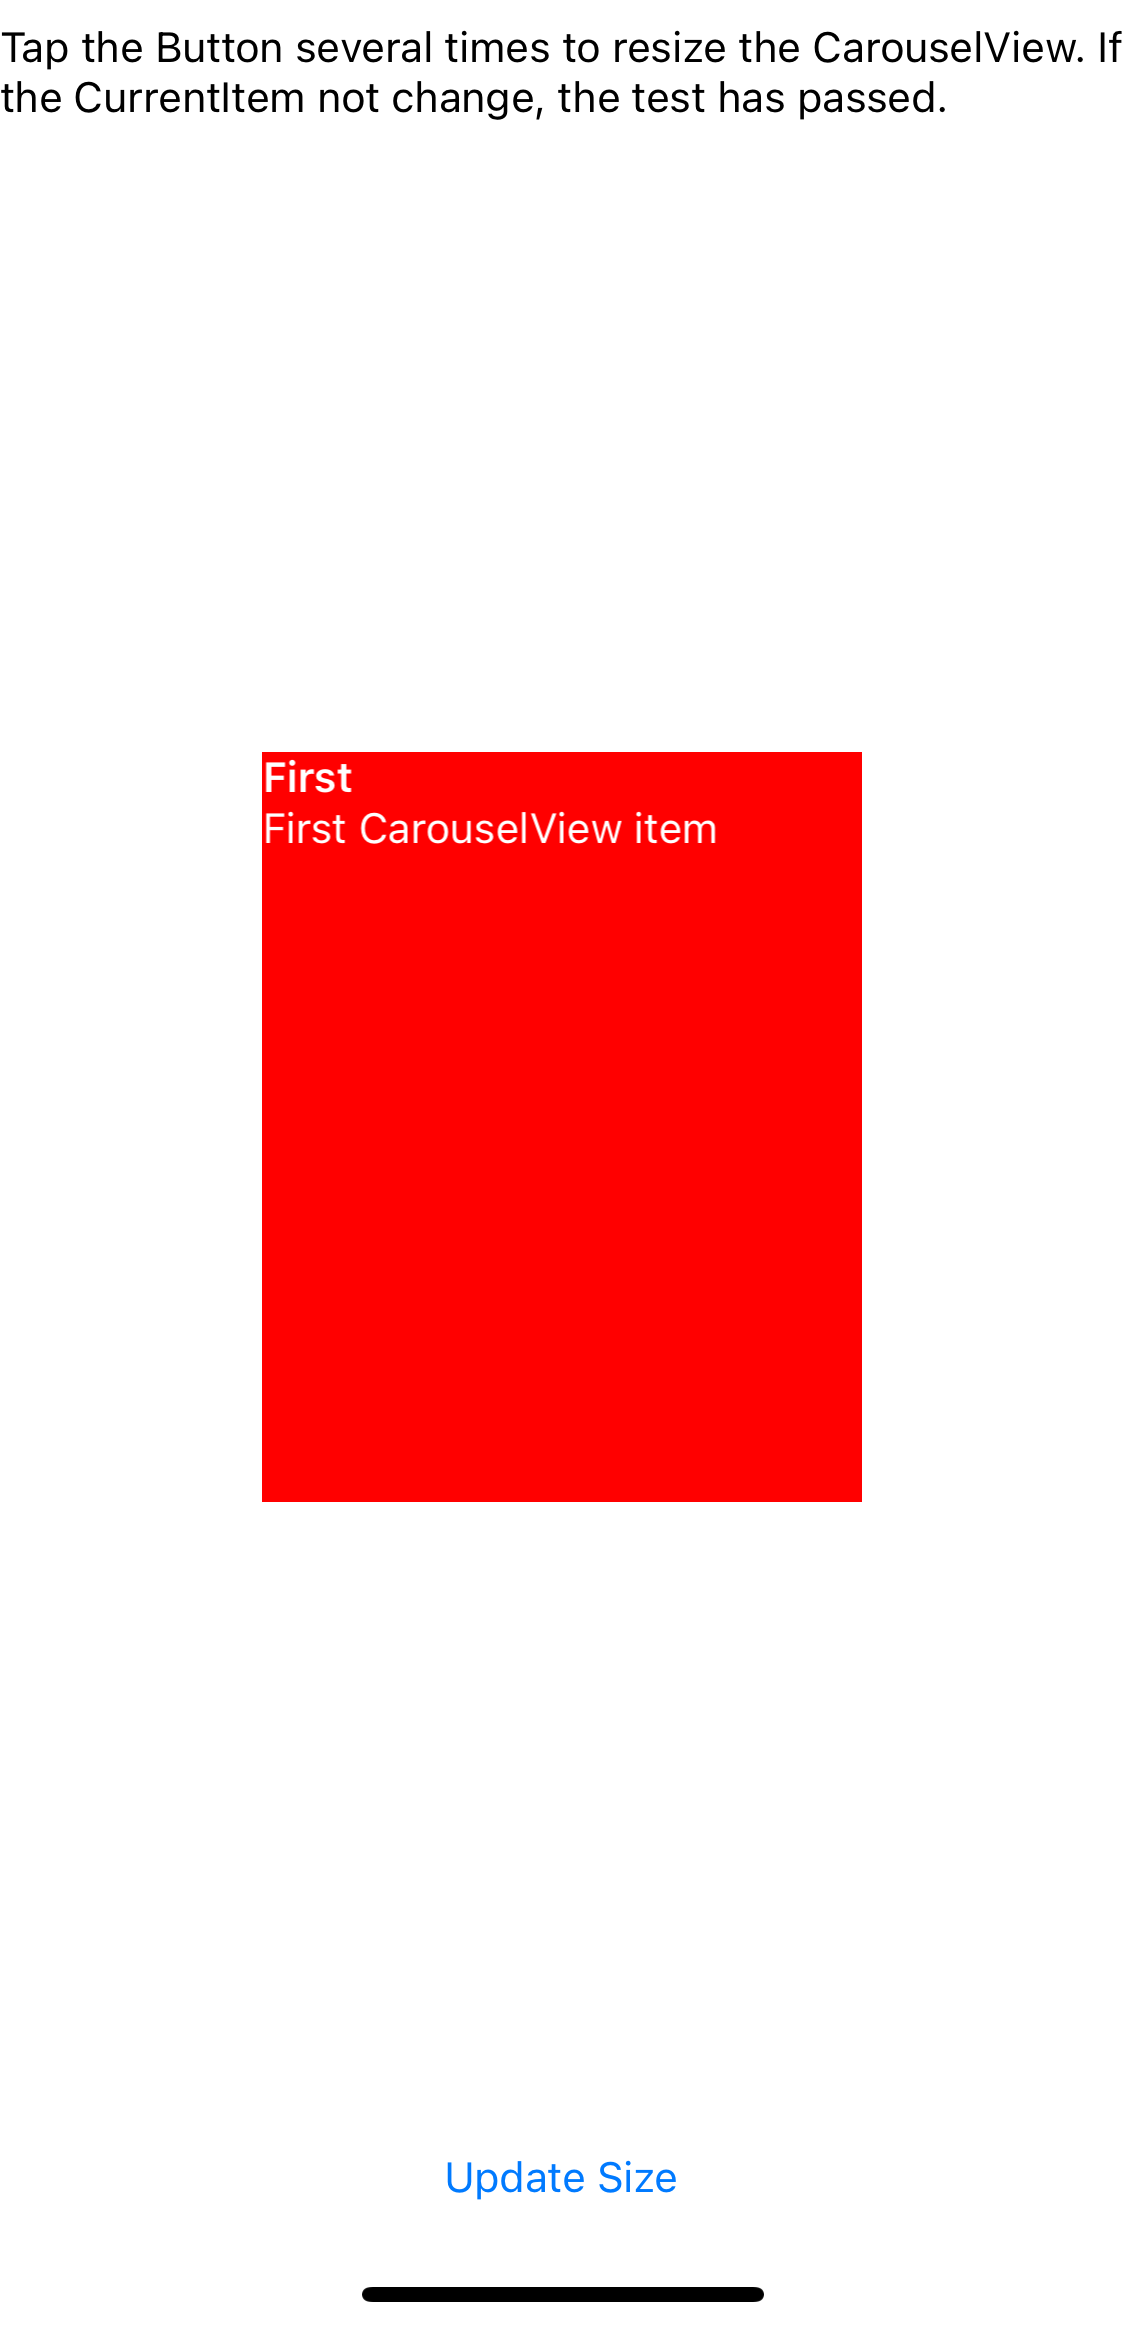 Tap the Button several times to resize the CarouselView. If
the CurrentItem not change, the test has passed.
First
First CarouselView item
Update Size